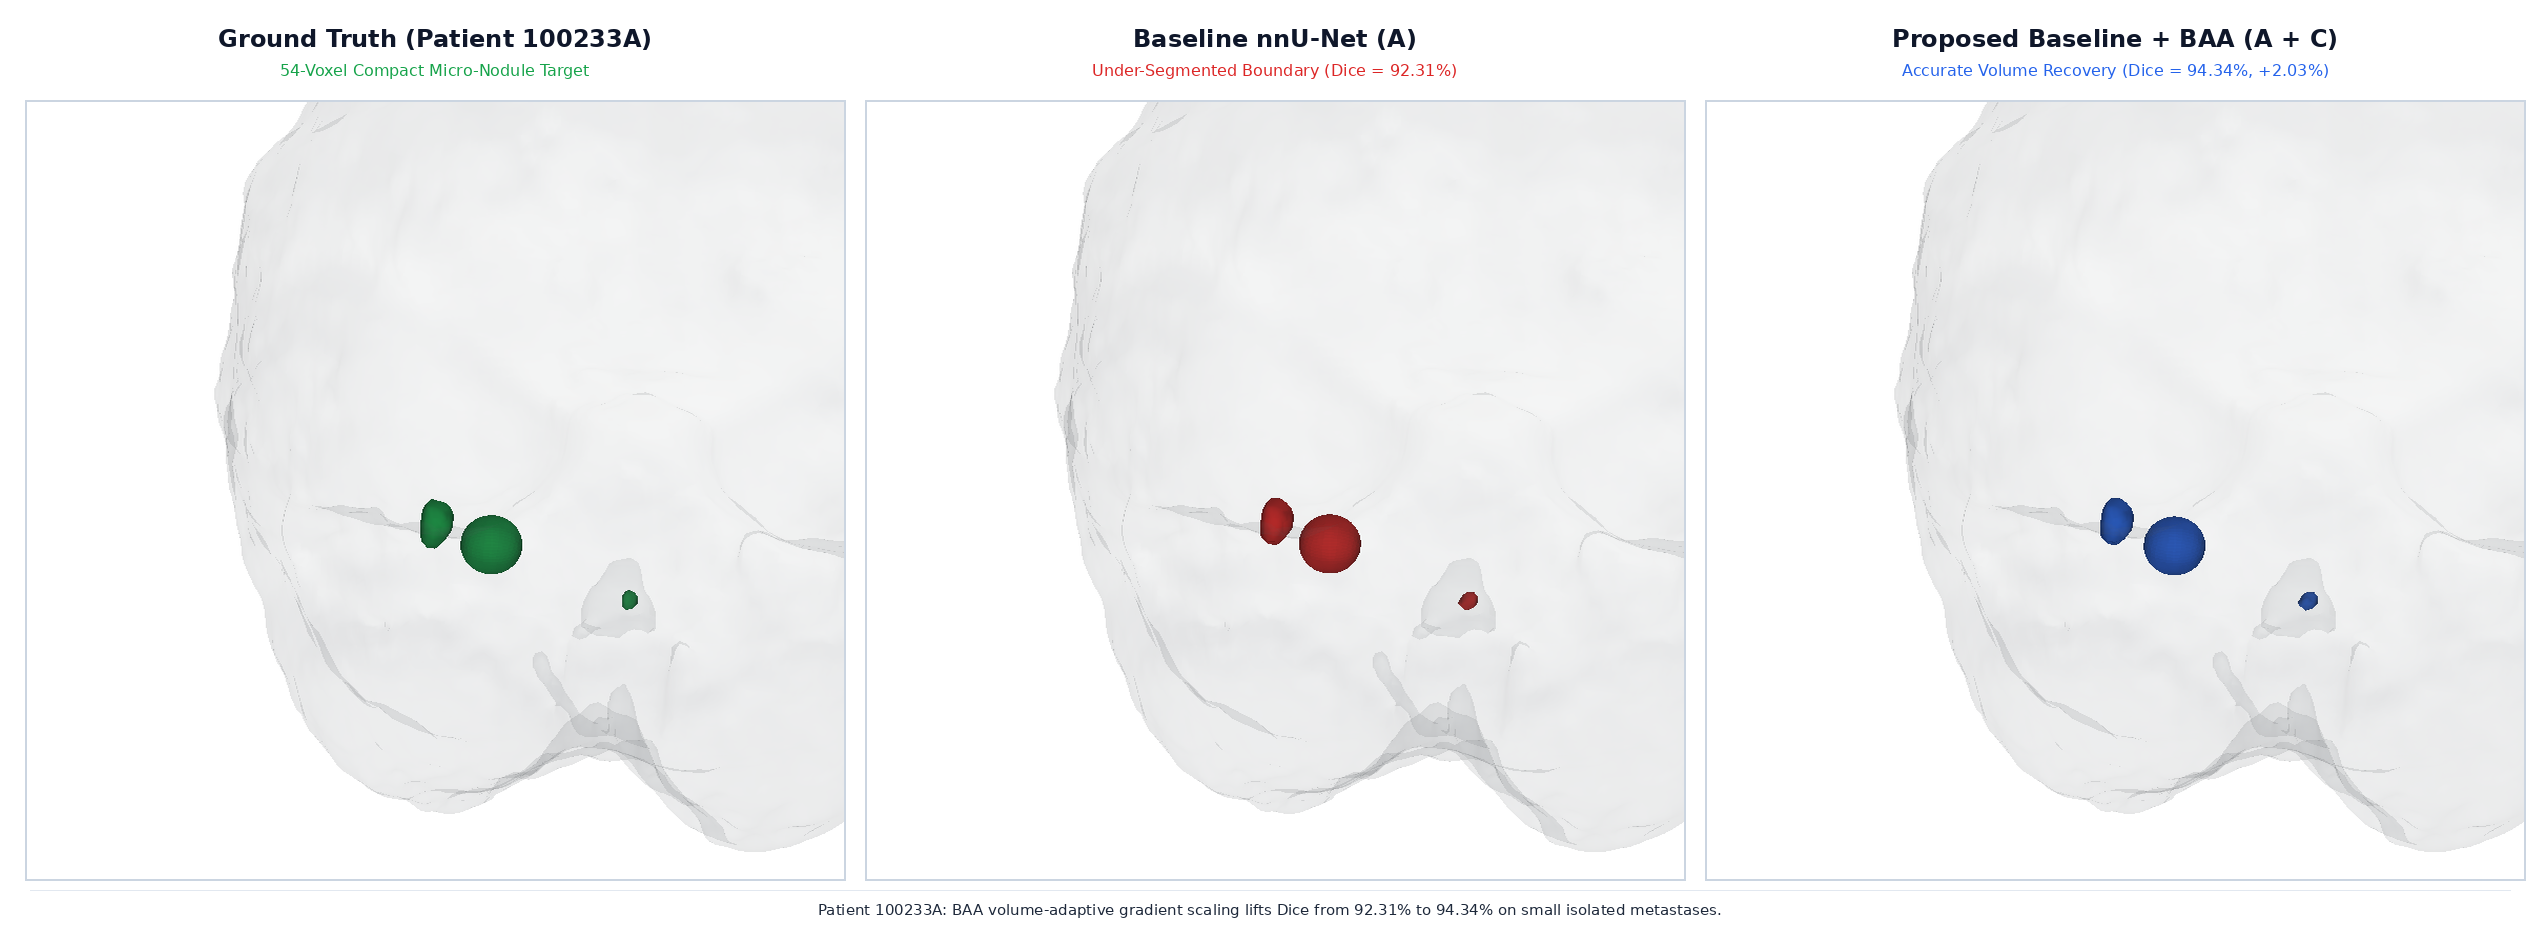 Ground Truth (Patient 100233A)
54-Voxel Compact Micro-Nodule Target
Baseline nnU-Net (A)
Under-Segmented Boundary (Dice = 92.31%)
Proposed Baseline + BAA (A + C)
Accurate Volume Recovery (Dice = 94.34%, +2.03%)
Patient 100233A: BAA volume-adaptive gradient scaling lifts Dice from 92.31% to 94.34% on small isolated metastases.